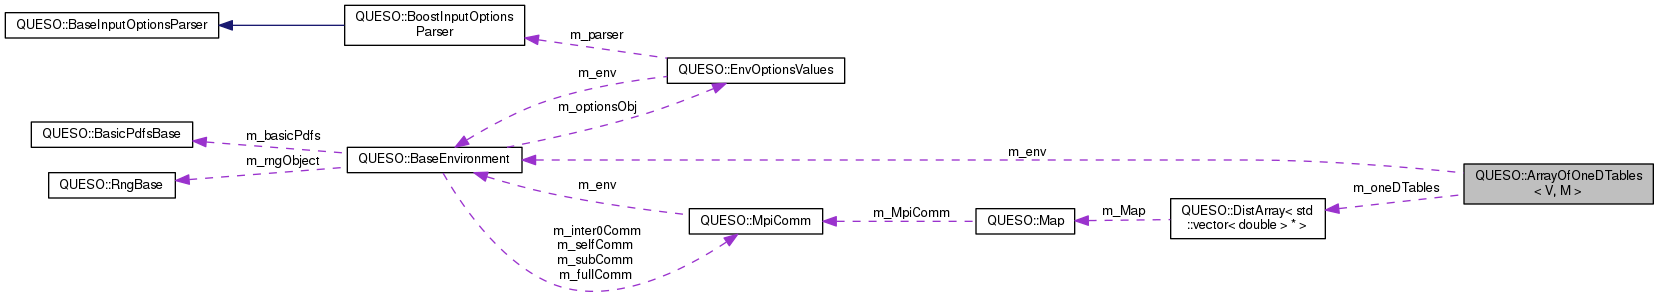 QUESO::BaseInputOptionsParser
QUESO::BoostInputOptions
Parser
m_parser
QUESO::EnvOptionsValues
m_env
m_optionsObj
QUESO::BasicPdfsBase
m_basicPdfs
m_rngObject
QUESO::BaseEnvironment
QUESO::RngBase
m_env
QUESO::ArrayOfOneDTables
< V, M >
m_oneDTables
m_env
QUESO::MpiComm
m_MpiComm
QUESO::Map
m_Map
QUESO::DistArray< std
::vector< double > * >
m_inter0Comm
m_selfComm
m_subComm
m_fullComm